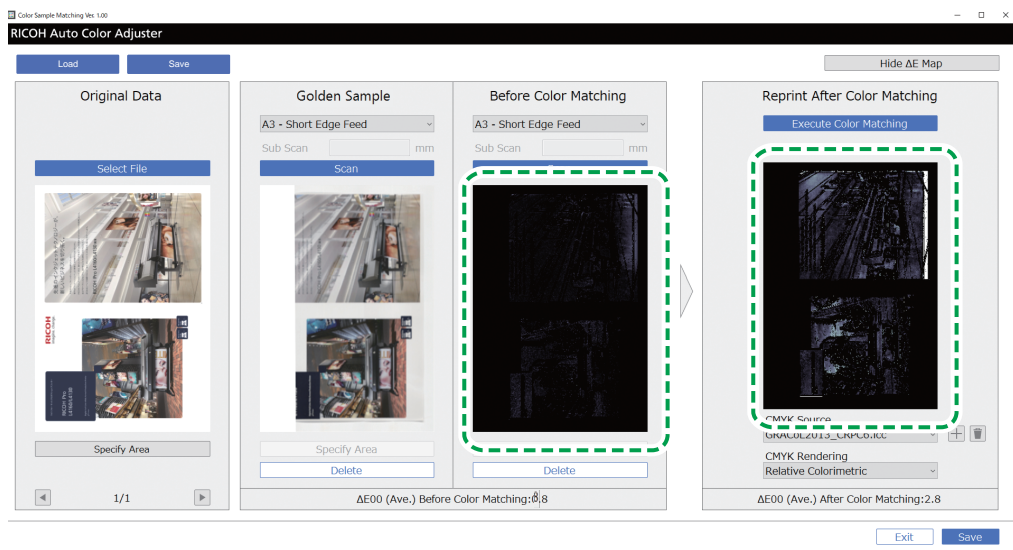 Color Sample Matching Ver. 1.00
RICOH Auto Color Adjuster
Load
Save
Hide ΔE Map
Original Data
Select File
RICOH
Specify Area
1/1
Golden Sample
A3 - Short Edge Feed
Sub Scan
mm
Scan
Specify Area
Delete
Before Color Matching
A3 - Short Edge Feed
Sub Scan
mm
Delete
ΔE00 (Ave.) Before Color Matching:0.8
Reprint After Color Matching
Execute Color Matching
CMYK Source
GRACoL2013_CRPC6.icc
CMYK Rendering
Relative Colorimetric
ΔE00 (Ave.) After Color Matching:2.8
Exit
Save